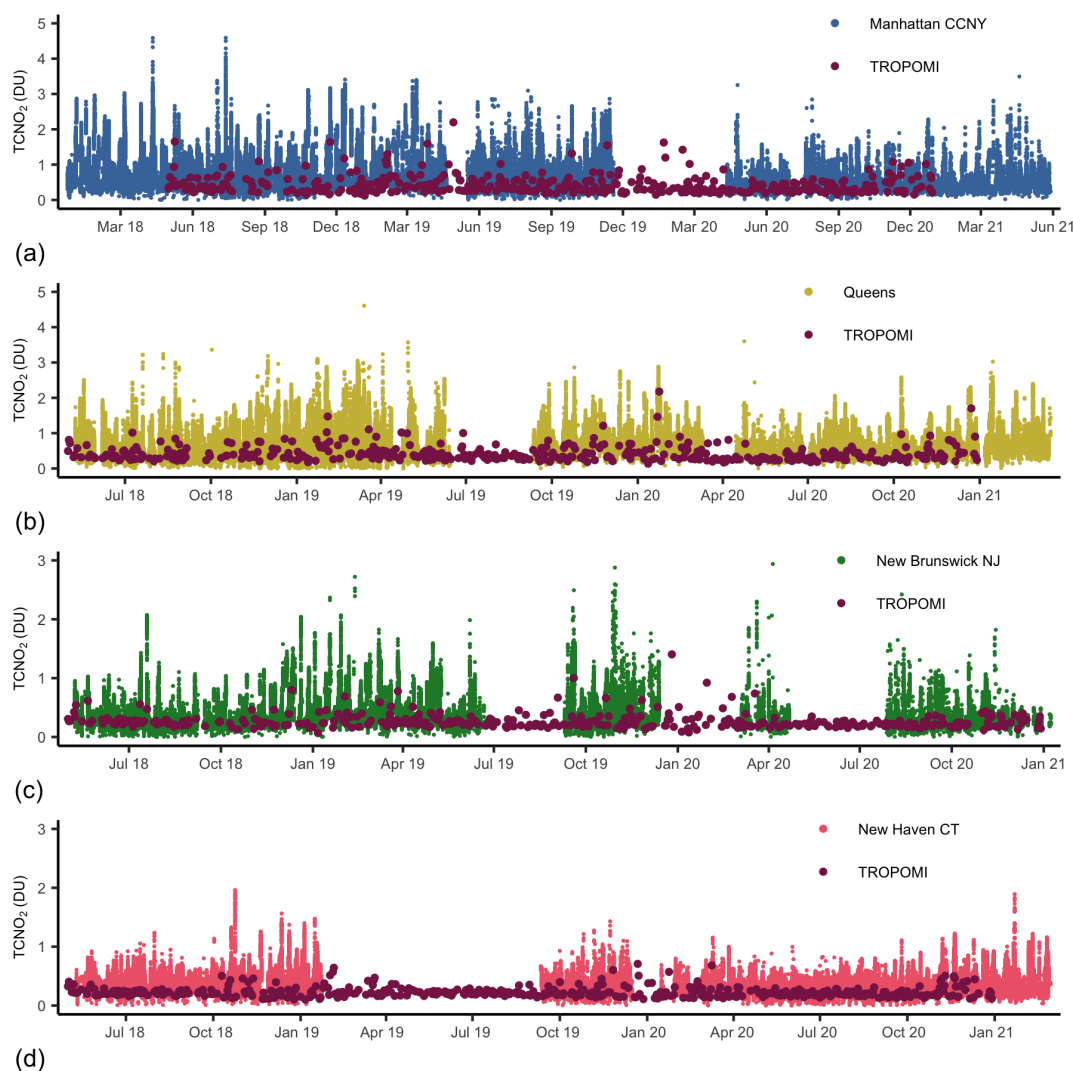 5
4
3
2
1
0
TCNO₂ (DU)
Manhattan CCNY
TROPOMI
Mar 18 Jun 18 Sep 18 Dec 18 Mar 19 Jun 19 Sep 19 Dec 19 Mar 20 Jun 20 Sep 20 Dec 20 Mar 21 Jun 21
(a)
5
4
3
2
1
0
TCNO₂ (DU)
Queens
TROPOMI
Jul 18 Oct 18 Jan 19 Apr 19 Jul 19 Oct 19 Jan 20 Apr 20 Jul 20 Oct 20 Jan 21
(b)
3
2
1
0
TCNO₂ (DU)
New Brunswick NJ
TROPOMI
Jul 18 Oct 18 Jan 19 Apr 19 Jul 19 Oct 19 Jan 20 Apr 20 Jul 20 Oct 20 Jan 21
(c)
3
2
1
0
TCNO₂ (DU)
New Haven CT
TROPOMI
Jul 18 Oct 18 Jan 19 Apr 19 Jul 19 Oct 19 Jan 20 Apr 20 Jul 20 Oct 20 Jan 21
(d)